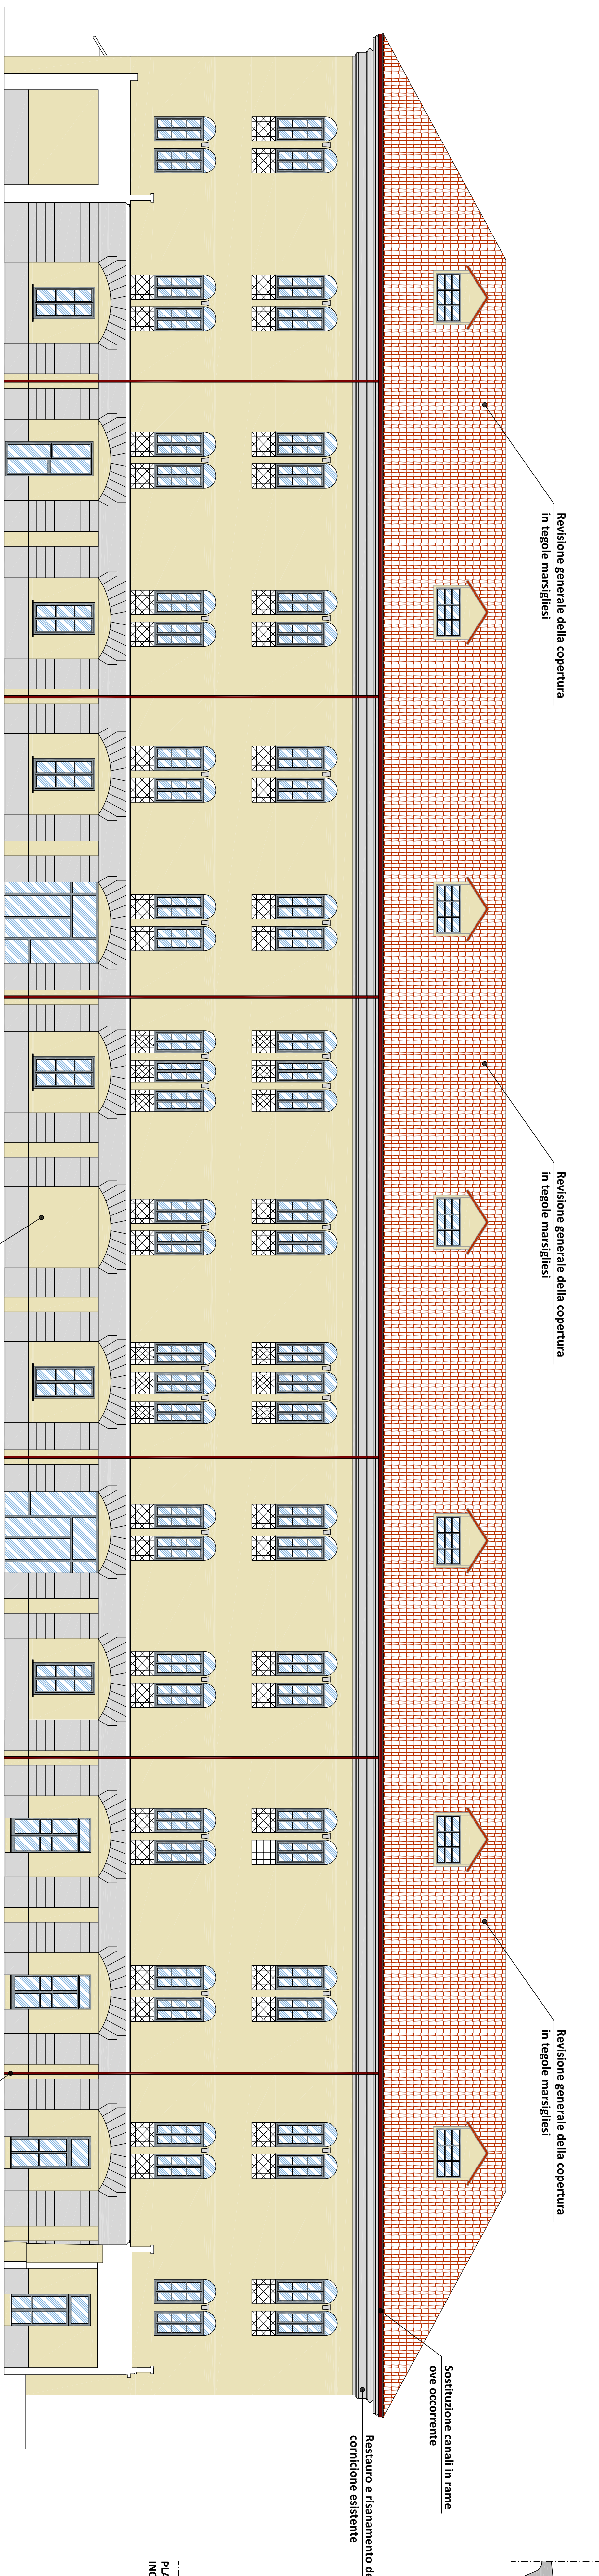 Revisione generale della copertura
in tegole marsigliesi
Revisione generale della copertura
in tegole marsigliesi
Revisione generale della copertura
in tegole marsigliesi
Sostituzione canali in rame
ove occorrente
Restauro e risanamento
cornicione esistente